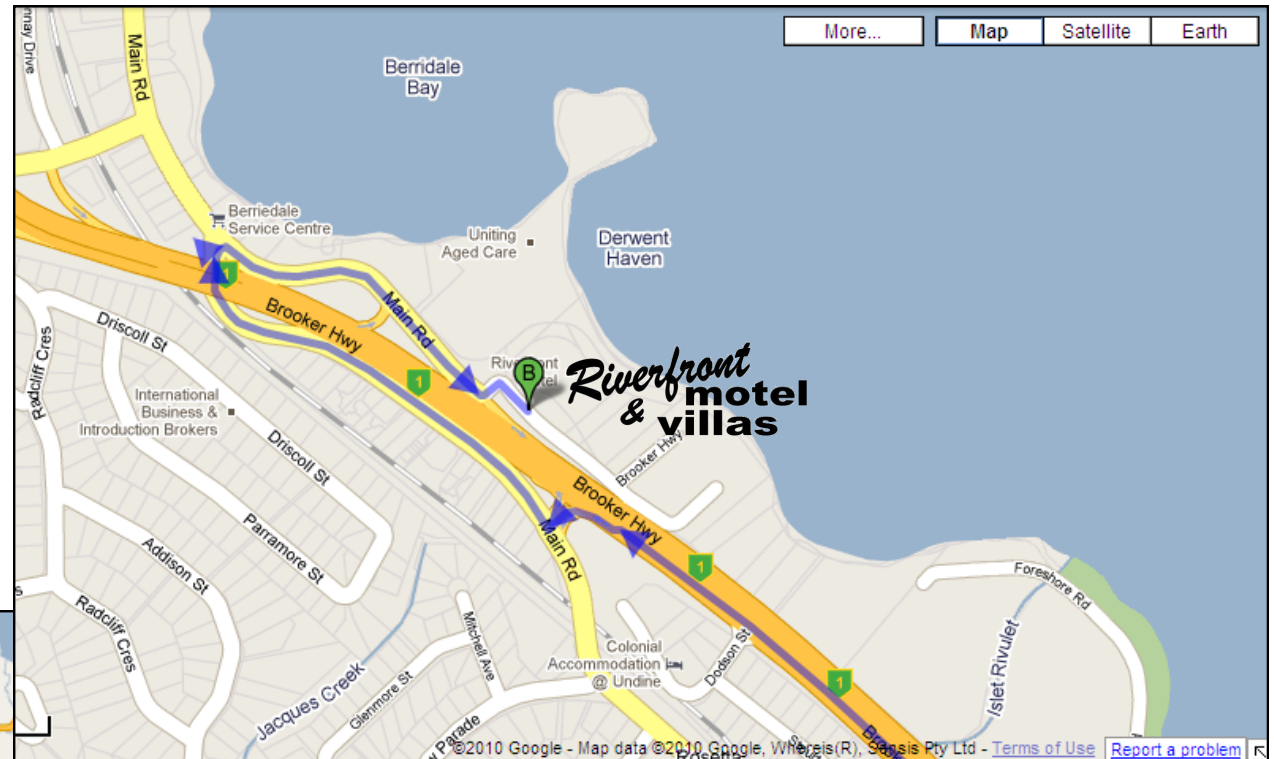 More...
Map
Satellite
Earth
Main Rd
Berridale
Bay
Berriedale
Service Centre
Uniting
Aged Care
Derwent
Haven
1
Brooker Hwy
Main Rd
Driscoll St
Radcliff Cres
1
B
Riverfront
motel
& villas
International
Business &
Introduction Brokers
Driscoll St
Brooker Hwy
Brooker Hwy
Main Rd
Parramore St
Addison St
1
Radcliff Cres
Mitchell Ave
Foreshore Rd
Islet Rivulet
Colonial
Accommodation
@ Undine
Dodson St
Jacques Creek
Glenmore St
1
Parade
©2010 Google - Map data ©2010 Google, Whereis(R), Sensis Pty Ltd - Terms of Use
Report a problem